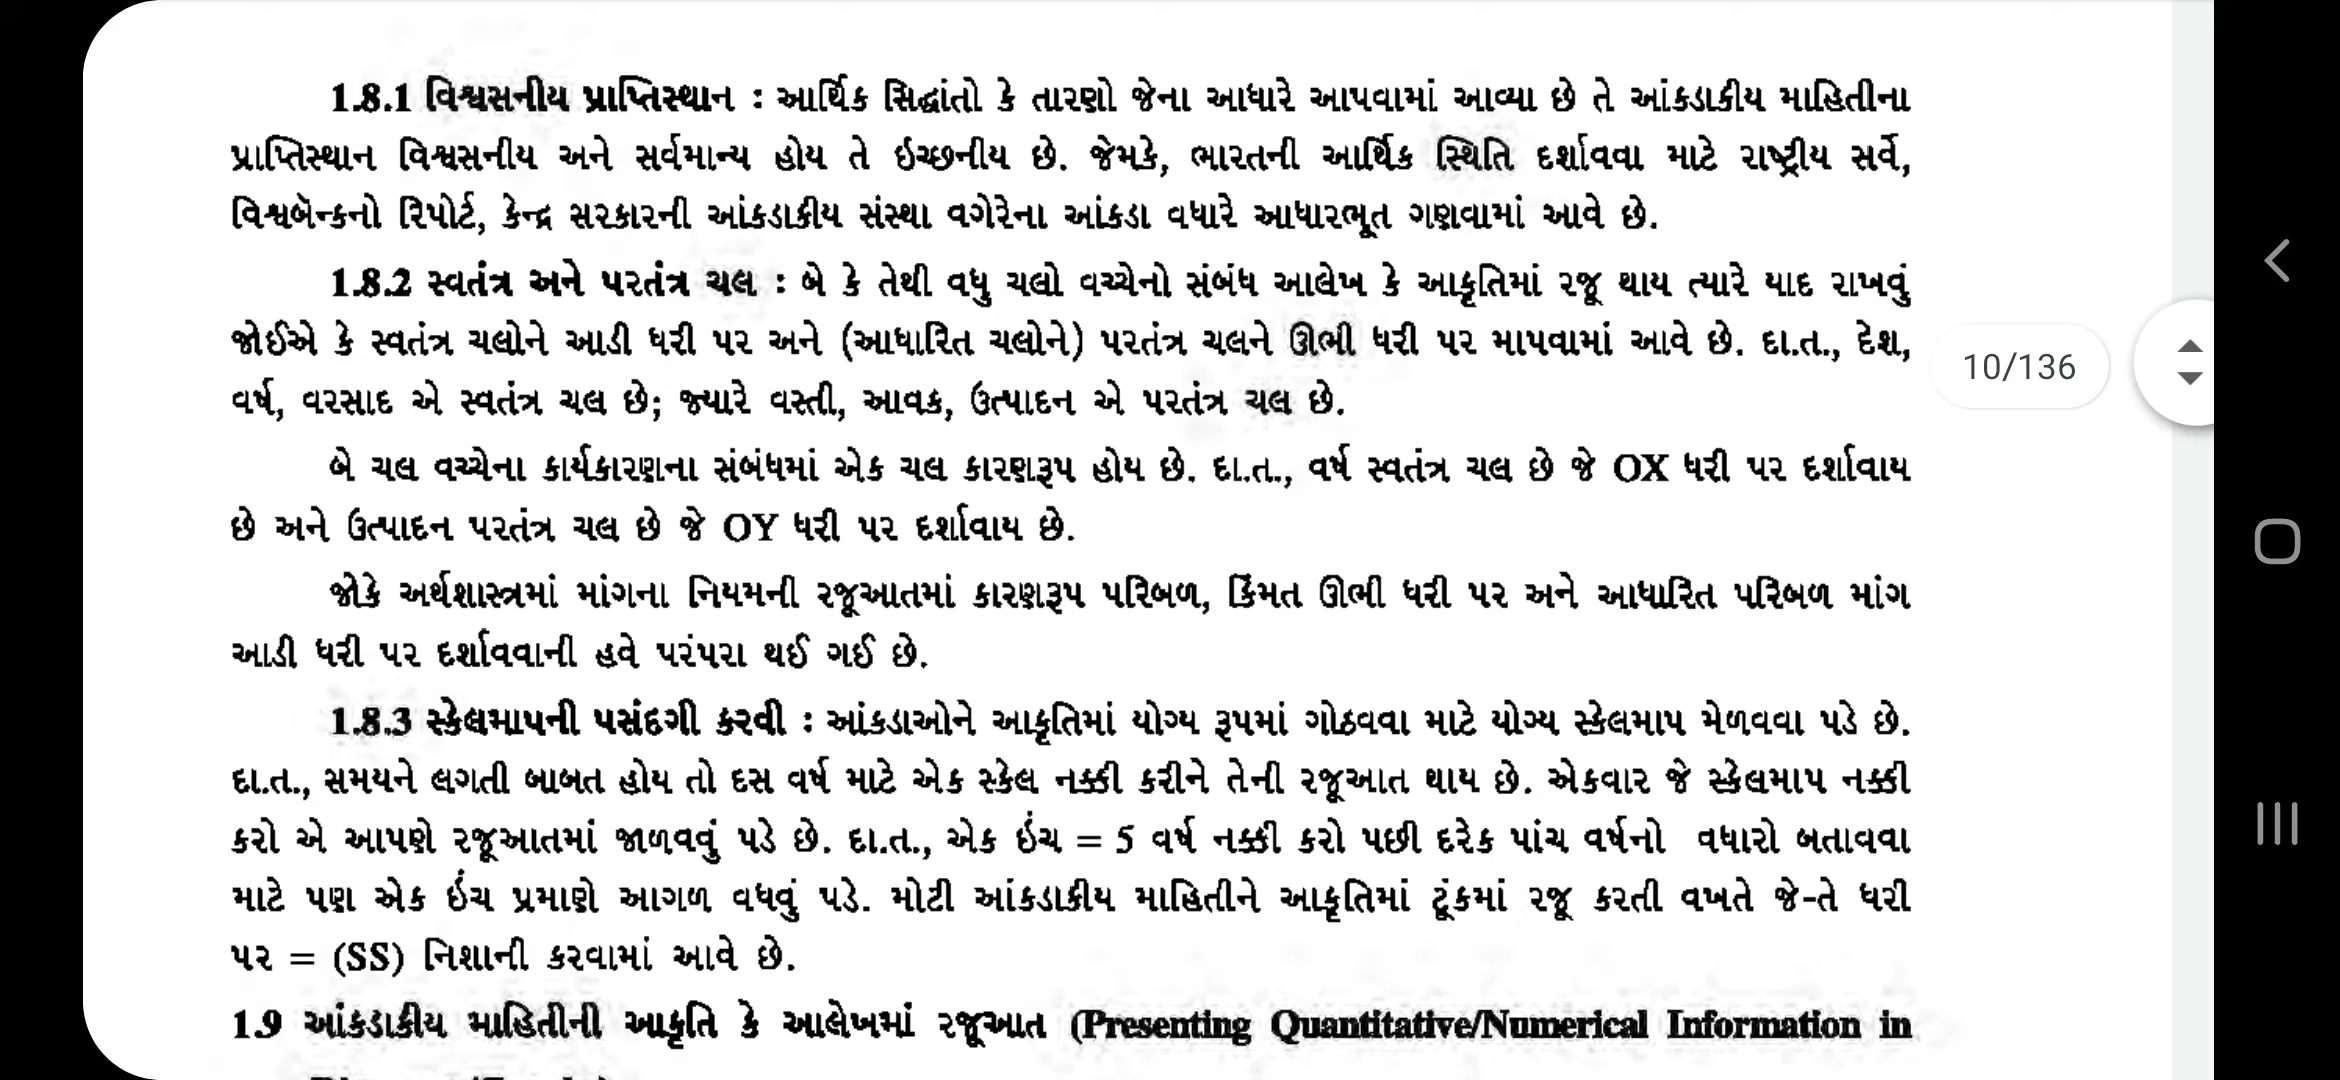 1.8.1 વિશ્વસનીય પ્રાપ્તિસ્થાન : આર્થિક સિદ્ધાંતો કે તારણો જેના આધારે આપવામાં આવ્યા છે તે આંકડાકીય માહિતીના
પ્રાપ્તિસ્થાન વિશ્વસનીય અને સર્વમાન્ય હોય તે ઇચ્છનીય છે. જેમકે, ભારતની આર્થિક સ્થિતિ દર્શાવવા માટે રાષ્ટ્રીય સર્વે,
વિશ્વબૅન્કનો રિપોર્ટ, કેન્દ્ર સરકારની આંકડાકીય સંસ્થા વગેરેના આંકડા વધારે આધારભૂત ગણવામાં આવે છે.
1.8.2 સ્વતંત્ર અને પરતંત્ર ચલ : બે કે તેથી વધુ ચલો વચ્ચેનો સંબંધ આલેખ કે આકૃતિમાં રજૂ થાય ત્યારે યાદ રાખવું
જોઈએ કે સ્વતંત્ર ચલોને આડી ધરી પર અને (આધારિત ચલોને) પરતંત્ર ચલને ઊભી ધરી પર માપવામાં આવે છે. દા.ત., દેશ,
વર્ષ, વરસાદ એ સ્વતંત્ર ચલ છે; જ્યારે વસ્તી, આવક, ઉત્પાદન એ પરતંત્ર ચલ છે.
10/136
બે ચલ વચ્ચેના કાર્યકારણના સંબંધમાં એક ચલ કારણરૂપ હોય છે. દા.ત., વર્ષ સ્વતંત્ર ચલ છે જે OX ધરી પર દર્શાવાય
છે અને ઉત્પાદન પરતંત્ર ચલ છે જે OY ધરી પર દર્શાવાય છે.
જોકે અર્થશાસ્ત્રમાં માંગના નિયમની રજૂઆતમાં કારણરૂપ પરિબળ, કિંમત ઊભી ધરી પર અને આધારિત પરિબળ માંગ
આડી ધરી પર દર્શાવવાની હવે પરંપરા થઈ ગઈ છે.
1.8.3 સ્કેલમાપની પસંદગી કરવી : આંકડાઓને આકૃતિમાં યોગ્ય રૂપમાં ગોઠવવા માટે યોગ્ય સ્કેલમાપ મેળવવા પડે છે.
દા.ત., સમયને લગતી બાબત હોય તો દસ વર્ષ માટે એક સ્કેલ નક્કી કરીને તેની રજૂઆત થાય છે. એકવાર જે સ્કેલમાપ નક્કી
કરો એ આપણે રજૂઆતમાં જાળવવું પડે છે. દા.ત., એક ઇંચ = 5 વર્ષ નક્કી કરો પછી દરેક પાંચ વર્ષનો વધારો બતાવવા
માટે પણ એક ઇંચ પ્રમાણે આગળ વધવું પડે. મોટી આંકડાકીય માહિતીને આકૃતિમાં ટૂંકમાં રજૂ કરતી વખતે જે-તે ધરી
પર = (SS) નિશાની કરવામાં આવે છે.
1.9 આંકડાકીય માહિતીની આકૃતિ કે આલેખમાં રજૂઆત (Presenting Quantitative/Numerical Information in